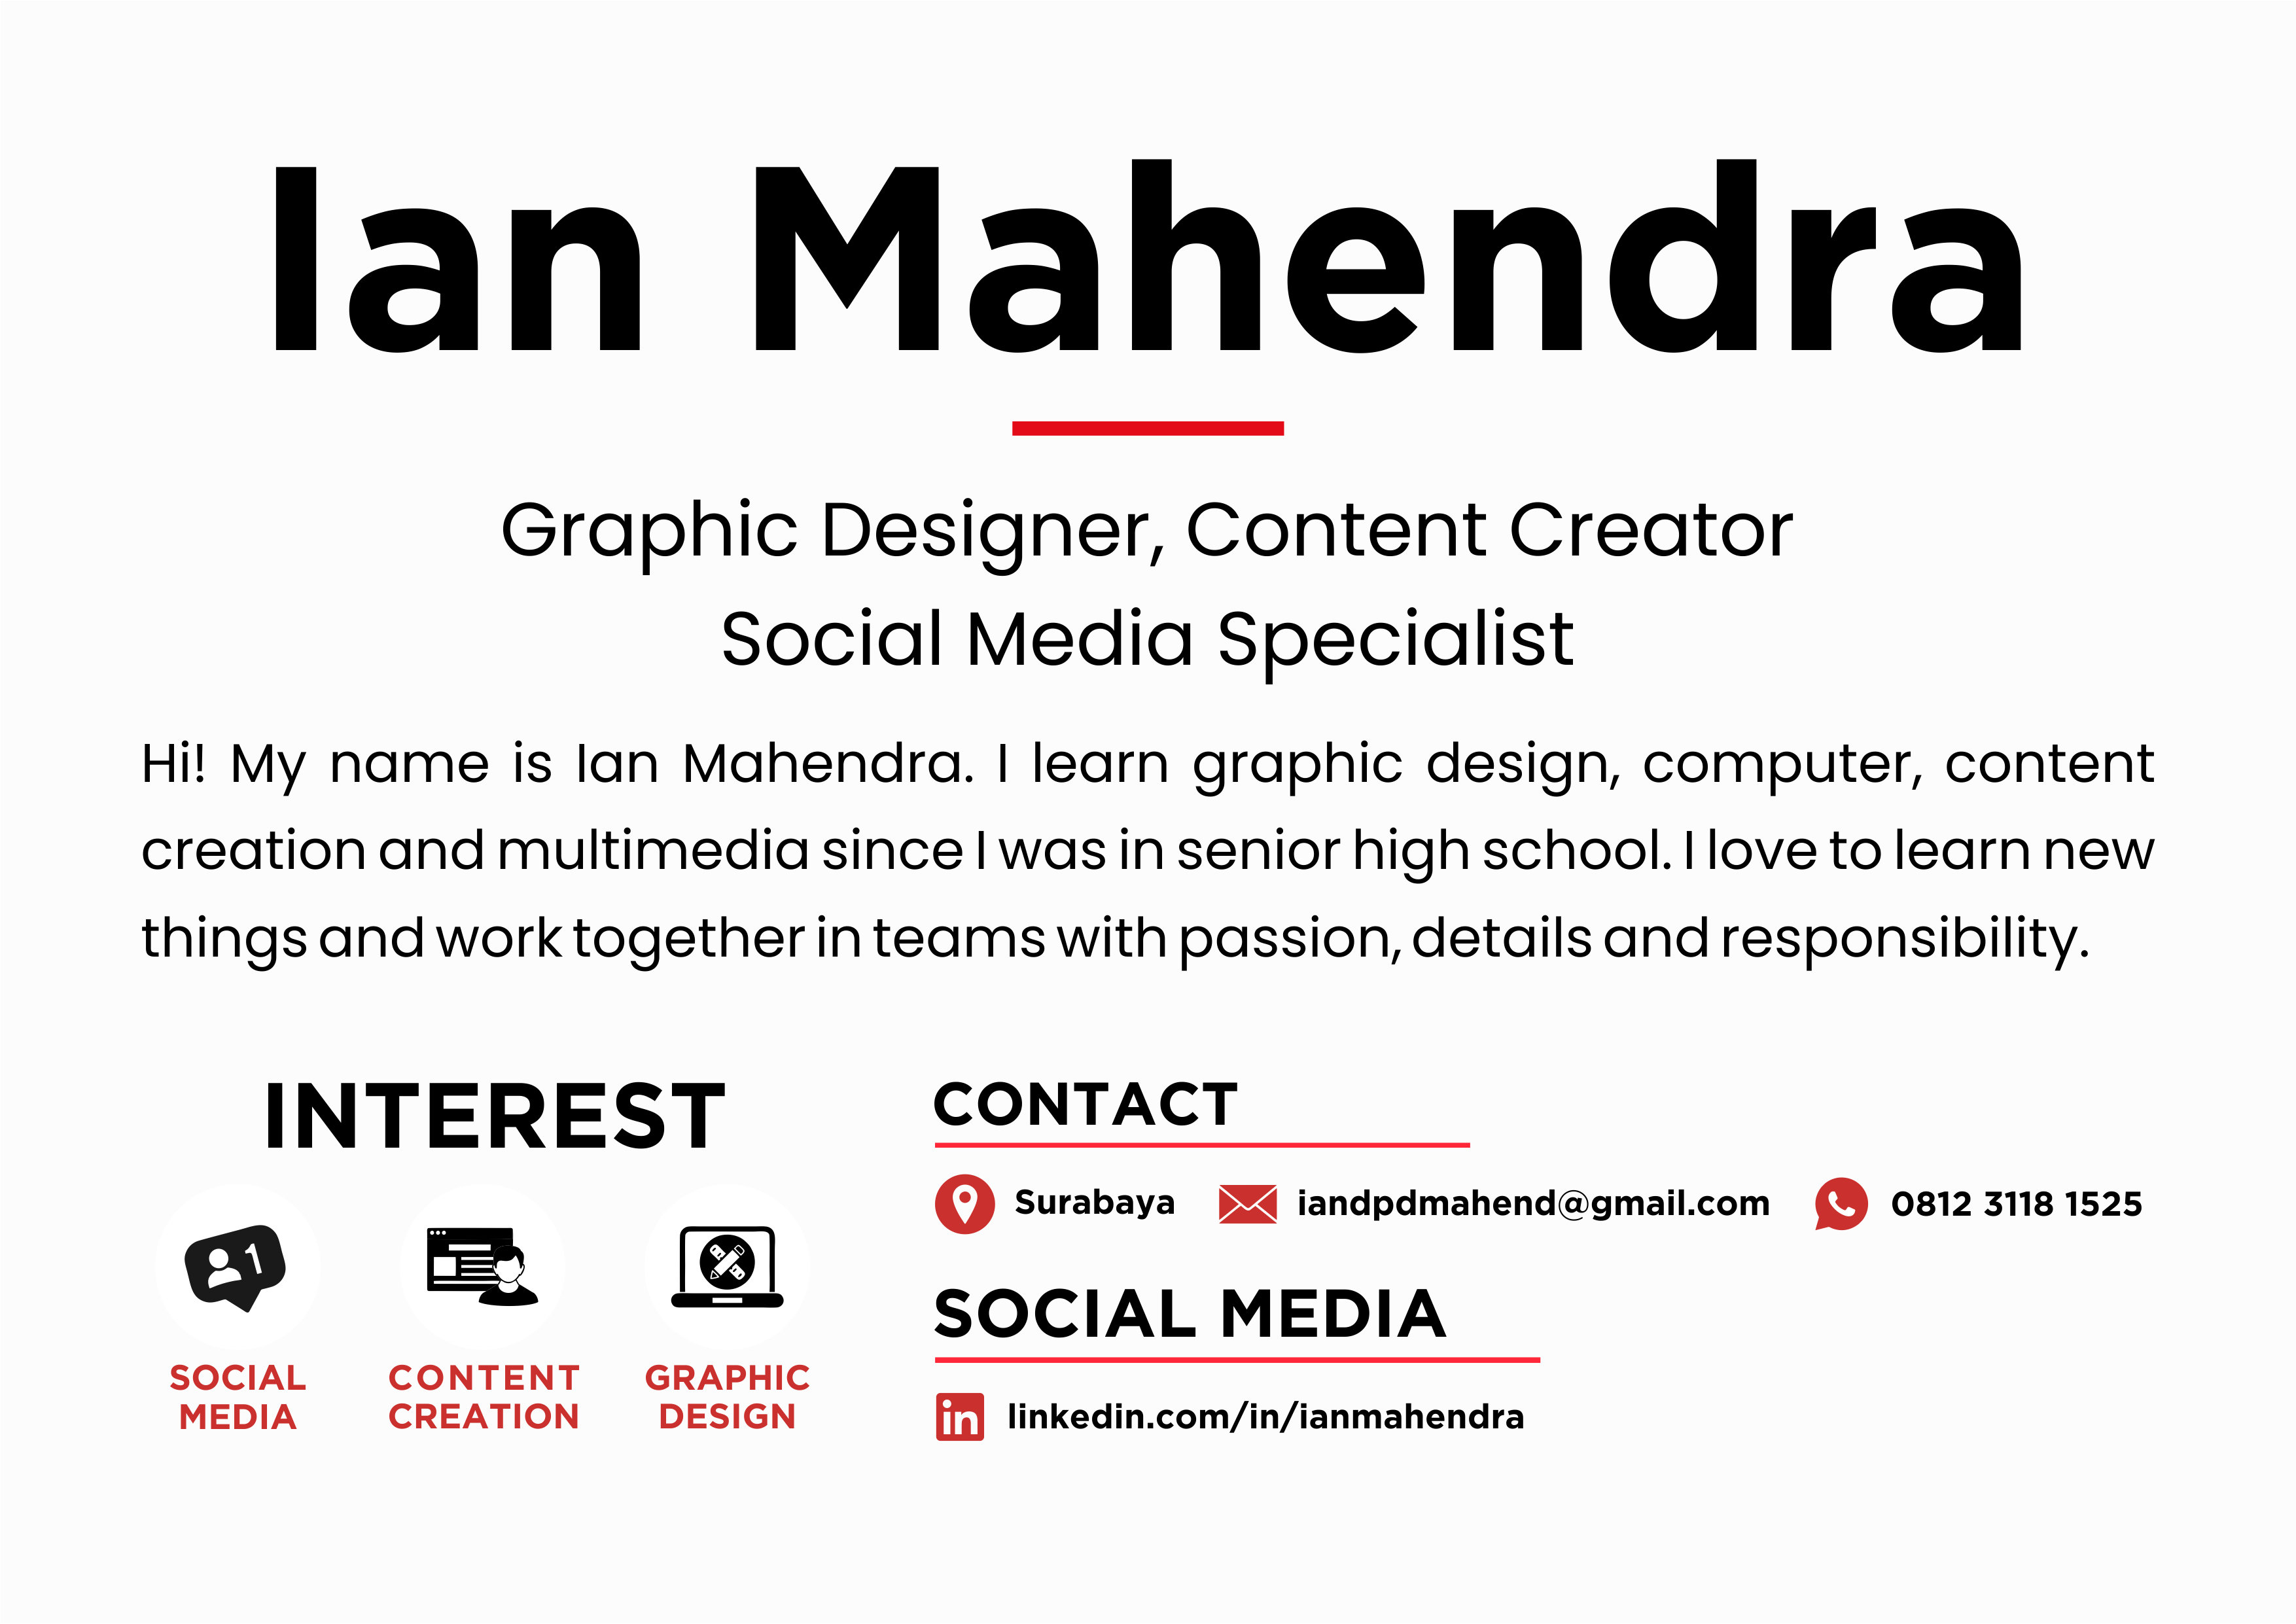 Ian Mahendra
Graphic Designer, Content Creator
Social Media Specialist
Hi! My name is Ian Mahendra. I learn graphic design, computer, content
creation and multimedia since I was in senior high school. I love to learn new
things and work together in teams with passion, details and responsibility.
INTEREST
1
SOCIAL
MEDIA
CONTENT
CREATION
GRAPHIC
DESIGN
CONTACT
Surabaya
iandpdmahend@gmail.com
0812 3118 1525
SOCIAL MEDIA
in
linkedin.com/in/ianmahendra